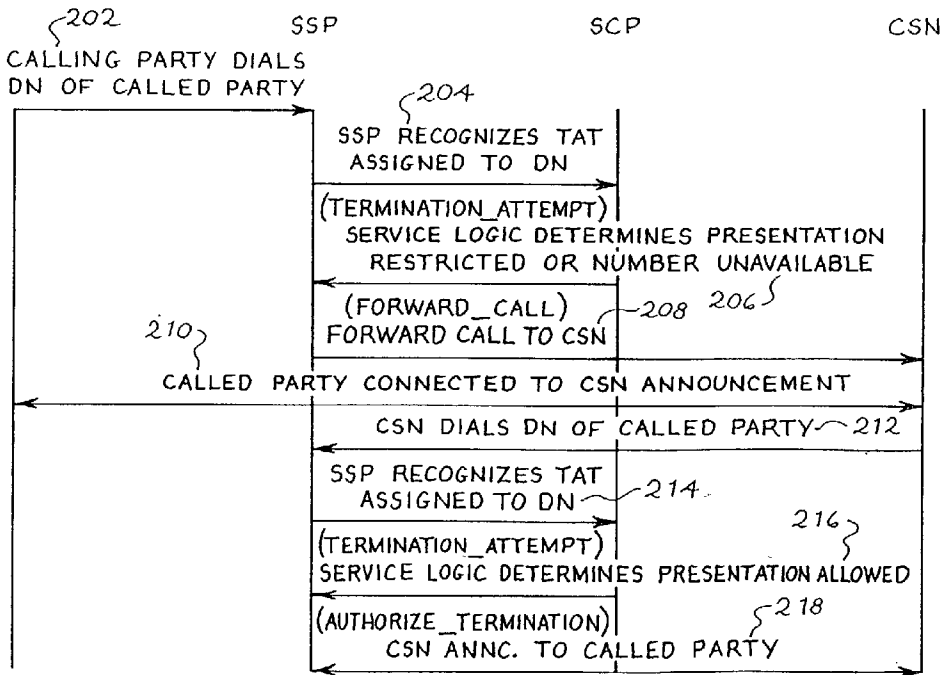 202 SSP SCP CSN
CALLING PARTY DIALS
DN OF CALLED PARTY
204
SSP RECOGNIZES TAT
ASSIGNED TO DN
(TERMINATION_ATTEMPT)
SERVICE LOGIC DETERMINES PRESENTATION
RESTRICTED OR NUMBER UNAVAILABLE
206
(FORWARD_CALL)
208
FORWARD CALL TO CSN
210
CALLED PARTY CONNECTED TO CSN ANNOUNCEMENT
CSN DIALS DN OF CALLED PARTY 212
SSP RECOGNIZES TAT
ASSIGNED TO DN 214
216
(TERMINATION_ATTEMPT)
SERVICE LOGIC DETERMINES PRESENTATION ALLOWED
(AUTHORIZE_TERMINATION) 218
CSN ANNC. TO CALLED PARTY